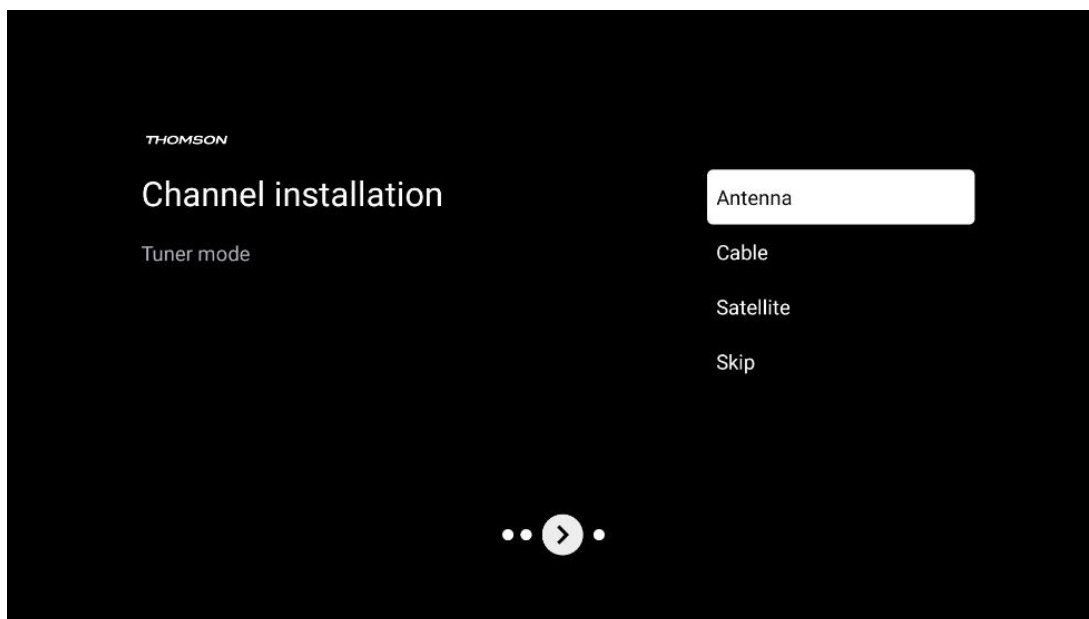 THOMSON
Channel installation
Tuner mode
Antenna
Cable
Satellite
Skip